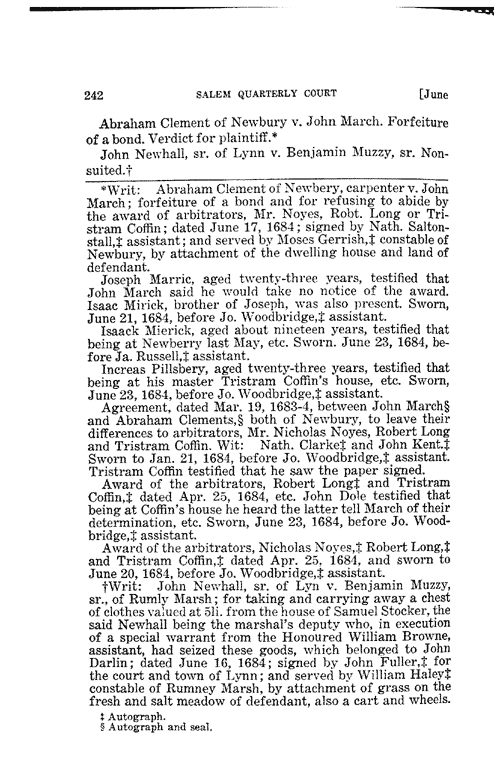 242 SALEM QUARTERLY COURT [June
Abraham Clement of Newbury v. John March. Forfeiture
of a bond. Verdict for plaintiff.*
John Newhall, sr. of Lynn v. Benjamin Muzzy, sr. Non-
suited.†
*Writ: Abraham Clement of Newbery, carpenter v. John
March; forfeiture of a bond and for refusing to abide by
the award of arbitrators, Mr. Noyes, Robt. Long or Tri-
stram Coffin; dated June 17, 1684; signed by Nath. Salton-
stall,‡ assistant; and served by Moses Gerrish,‡ constable of
Newbury, by attachment of the dwelling house and land of
defendant.
Joseph Marric, aged twenty-three years, testified that
John March said he would take no notice of the award.
Isaac Mirick, brother of Joseph, was also present. Sworn,
June 21, 1684, before Jo. Woodbridge,‡ assistant.
Isaack Mierick, aged about nineteen years, testified that
being at Newberry last May, etc. Sworn. June 23, 1684, be-
fore Ja. Russell,‡ assistant.
Increas Pillsbery, aged twenty-three years, testified that
being at his master Tristram Coffin's house, etc. Sworn,
June 23, 1684, before Jo. Woodbridge,‡ assistant.
Agreement, dated Mar. 19, 1683-4, between John March§
and Abraham Clements,§ both of Newbury, to leave their
differences to arbitrators, Mr. Nicholas Noyes, Robert Long
and Tristram Coffin. Wit: Nath. Clarke‡ and John Kent.‡
Sworn to Jan. 21, 1684, before Jo. Woodbridge,‡ assistant.
Tristram Coffin testified that he saw the paper signed.
Award of the arbitrators, Robert Long‡ and Tristram
Coffin,‡ dated Apr. 25, 1684, etc. John Dole testified that
being at Coffin's house he heard the latter tell March of their
determination, etc. Sworn, June 23, 1684, before Jo. Wood-
bridge,‡ assistant.
Award of the arbitrators, Nicholas Noyes,‡ Robert Long,‡
and Tristram Coffin,‡ dated Apr. 25, 1684, and sworn to
June 20, 1684, before Jo. Woodbridge,‡ assistant.
†Writ: John Newhall, sr. of Lyn v. Benjamin Muzzy,
sr., of Rumly Marsh; for taking and carrying away a chest
of clothes valued at 5li. from the house of Samuel Stocker, the
said Newhall being the marshal's deputy who, in execution
of a special warrant from the Honoured William Browne,
assistant, had seized these goods, which belonged to John
Darlin; dated June 16, 1684; signed by John Fuller,‡ for
the court and town of Lynn; and served by William Haley‡
constable of Rumney Marsh, by attachment of grass on the
fresh and salt meadow of defendant, also a cart and wheels.
‡ Autograph.
§ Autograph and seal.